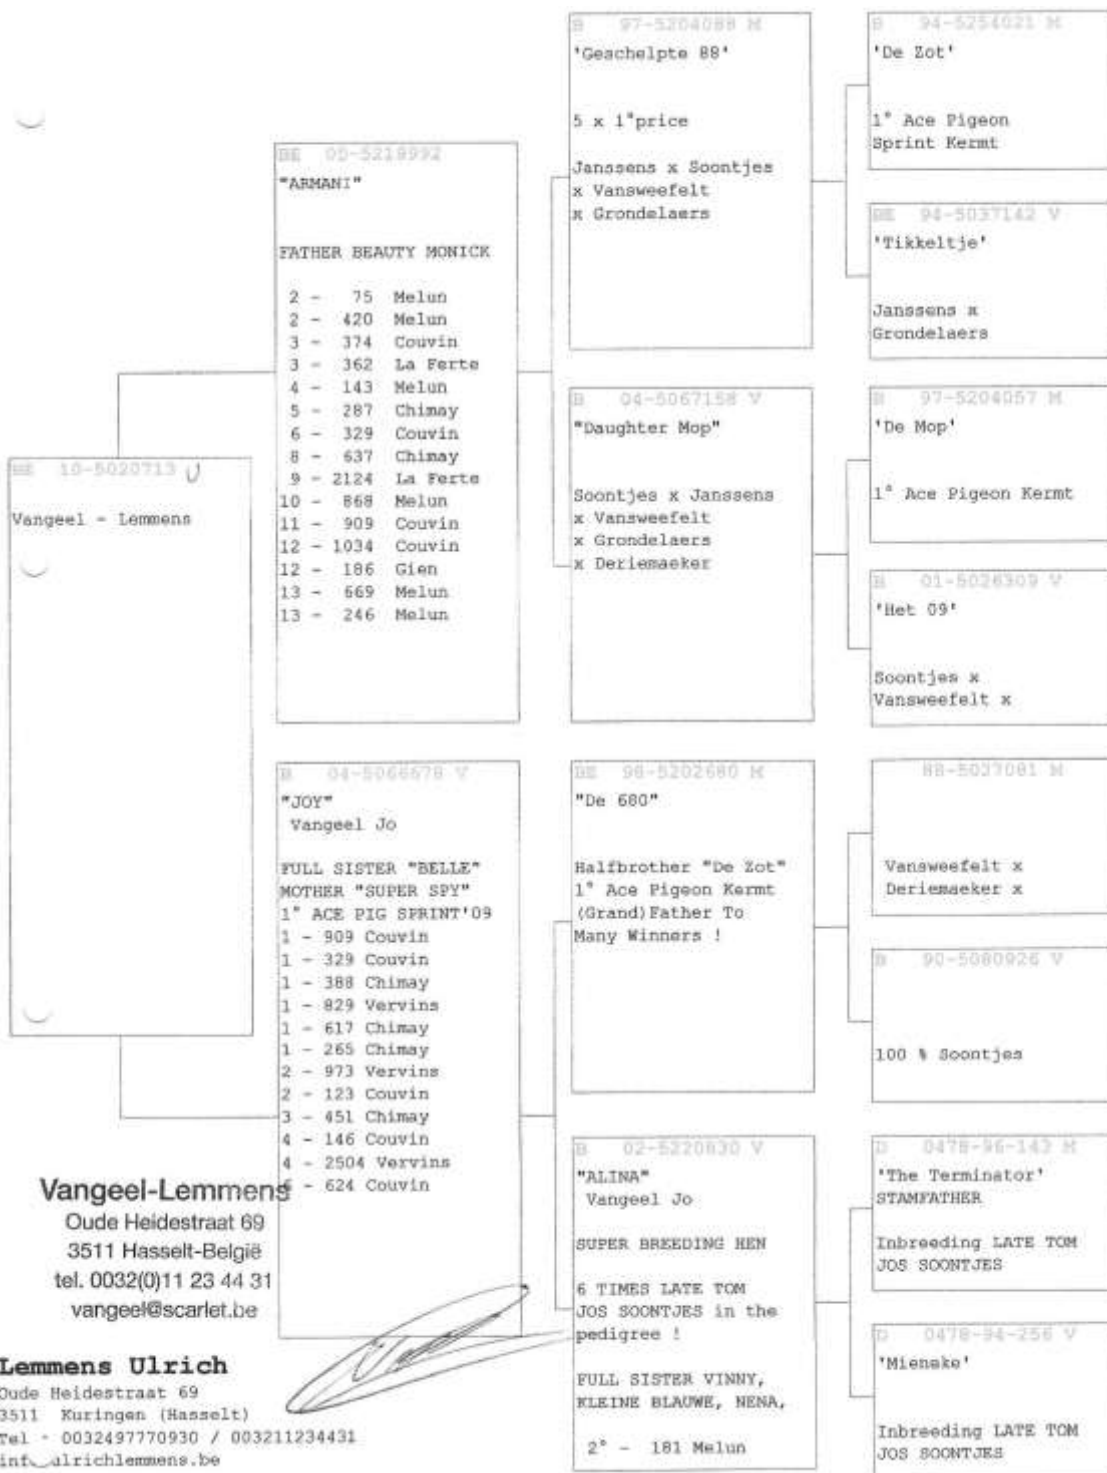 BE 10-5020713 V
Vangeel - Lemmens
BE 05-5218992
"ARMANI"
FATHER BEAUTY MONICK
2 - 75 Melun
2 - 420 Melun
3 - 374 Couvin
3 - 362 La Ferte
4 - 143 Melun
5 - 287 Chimay
6 - 329 Couvin
8 - 637 Chimay
9 - 2124 La Ferte
10 - 868 Melun
11 - 909 Couvin
12 - 1034 Couvin
12 - 186 Gien
13 - 669 Melun
13 - 246 Melun
B 04-5066678 V
"JOY"
Vangeel Jo
FULL SISTER "BELLE"
MOTHER "SUPER SPY"
1° ACE PIG SPRINT'09
1 - 909 Couvin
1 - 329 Couvin
1 - 388 Chimay
1 - 829 Vervins
1 - 617 Chimay
1 - 265 Chimay
2 - 973 Vervins
2 - 123 Couvin
3 - 451 Chimay
4 - 146 Couvin
4 - 2504 Vervins
6 - 624 Couvin
B 97-5204088 M
'Geschelpte 88'
5 x 1°price
Janssens x Soontjes
x Vansweefelt
x Grondelaers
B 04-5067158 V
"Daughter Mop"
Soontjes x Janssens
x Vansweefelt
x Grondelaers
x Deriemaeker
BE 98-5202680 M
"De 680"
Halfbrother "De Zot"
1° Ace Pigeon Kermt
(Grand)Father To
Many Winners !
B 02-5220830 V
"ALINA"
Vangeel Jo
SUPER BREEDING HEN
6 TIMES LATE TOM
JOS SOONTJES in the
pedigree !
FULL SISTER VINNY,
KLEINE BLAUWE, NENA,
2° - 181 Melun
B 94-5254021 M
'De Zot'
1° Ace Pigeon
Sprint Kermt
BE 94-5037142 V
'Tikkeltje'
Janssens x
Grondelaers
B 97-5204057 M
'De Mop'
1° Ace Pigeon Kermt
B 01-5026309 V
'Het 09'
Soontjes x
Vansweefelt x
88-5027081 M
Vansweefelt x
Deriemaeker x
B 90-5080926 V
100 % Soontjes
D 0478-96-143 M
'The Terminator'
STAMFATHER
Inbreeding LATE TOM
JOS SOONTJES
D 0478-94-256 V
'Mieneke'
Inbreeding LATE TOM
JOS SOONTJES
Vangeel-Lemmens
Oude Heidestraat 69
3511 Hasselt-België
tel. 0032(0)11 23 44 31
vangeel@scarlet.be
Lemmens Ulrich
Oude Heidestraat 69
3511 Kuringen (Hasselt)
Tel - 0032497770930 / 003211234431